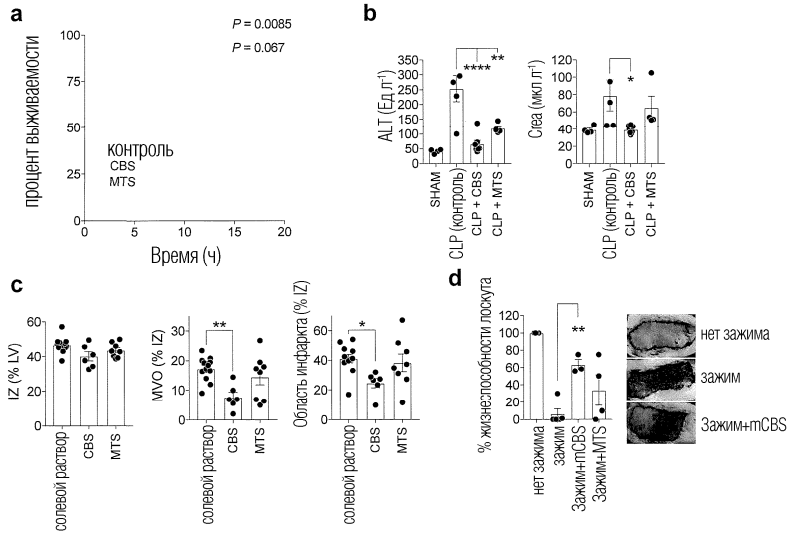 a
P = 0.0085
P = 0.067
процент выживаемости
100
75
50
25
0
контроль
CBS
MTS
0 5 10 15 20
Время (ч)
b
ALT (Ед л-1)
350
300
250
200
150
100
50
0
****
**
SHAM
CLP (контроль)
CLP + CBS
CLP + MTS
Crea (мкл л-1)
120
100
80
60
40
20
0
*
SHAM
CLP (контроль)
CLP + CBS
CLP + MTS
c
IZ (% LV)
60
40
20
0
солевой раствор
CBS
MTS
MVO (% IZ)
30
20
10
0
**
солевой раствор
CBS
MTS
Область инфаркта (% IZ)
60
40
20
0
*
солевой раствор
CBS
MTS
d
% жизнеспособности лоскута
120
100
80
60
40
20
0
**
нет зажима
зажим
Зажим+mCBS
Зажим+MTS
нет зажима
зажим
Зажим+mCBS